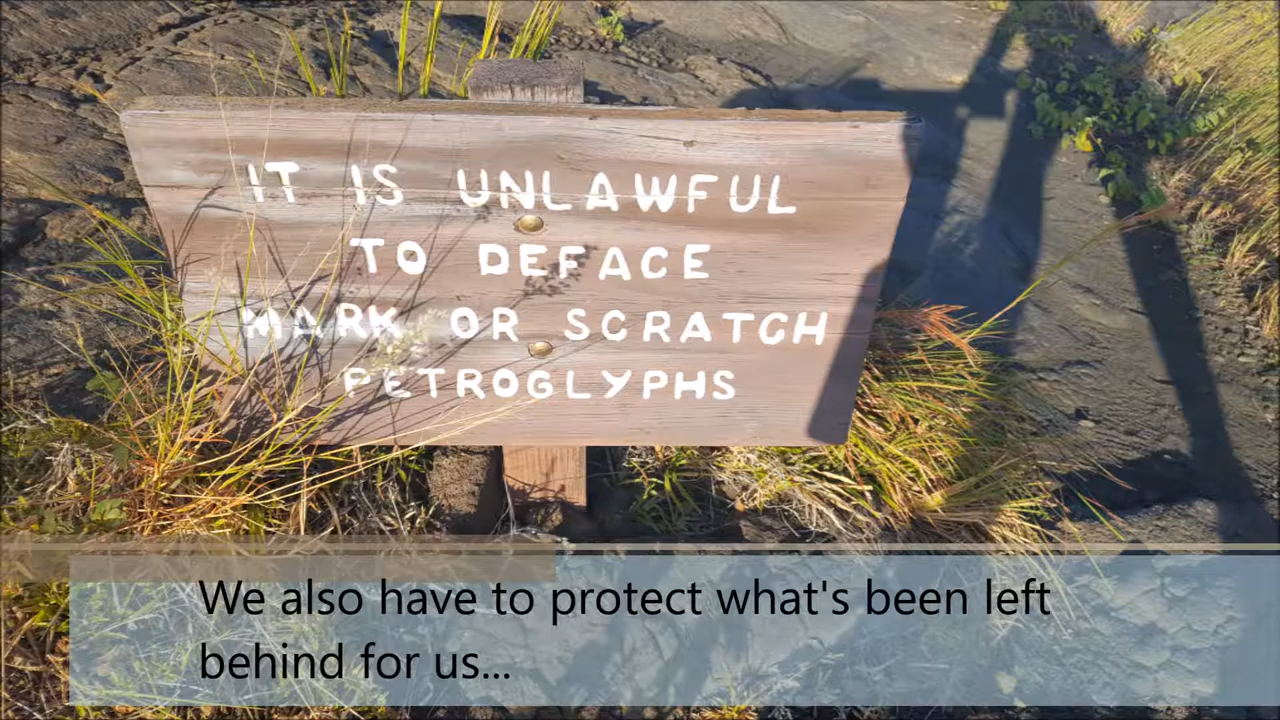 IT IS UNLAWFUL
TO DEFACE
MARK OR SCRATCH
PETROGLYPHS
We also have to protect what's been left
behind for us...